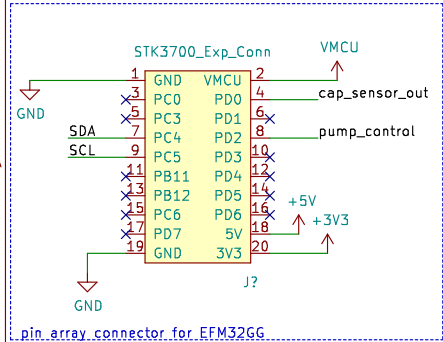 STK3700_Exp_Conn
VMCU
1 GND VMCU 2
GND
3 PC0 PD0 4 cap_sensor_out
5 PC3 PD1 6
SDA 7 PC4 PD2 8 pump_control
SCL 9 PC5 PD3 10
11 PB11 PD4 12
13 PB12 PD5 14
15 PC6 PD6 16
+5V
17 PD7 5V 18
+3V3
19 GND 3V3 20
J?
GND
pin array connector for EFM32GG